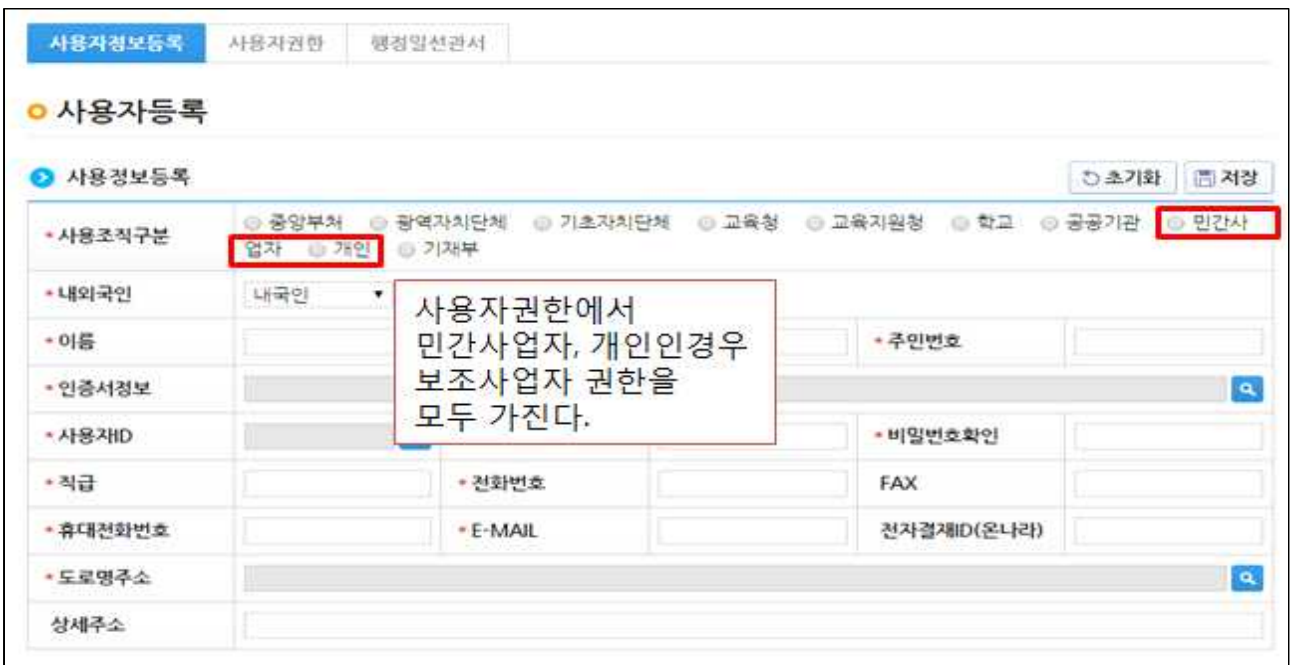 사용자정보등록 사용자권한 행정일선관서
사용자등록
사용정보등록 초기화 저장
*사용조직구분 중앙부처 광역자치단체 기초자치단체 교육청 교육지원청 학교 공공기관 민간사
업자 개인 기재부
*내외국인 내국인
사용자권한에서
민간사업자, 개인인경우
보조사업자 권한을
모두 가진다.
*이름 *주민번호
*인증서정보
*사용자ID *비밀번호확인
*직급 *전화번호 FAX
*휴대전화번호 *E-MAIL 전자결재ID(온나라)
*도로명주소
상세주소